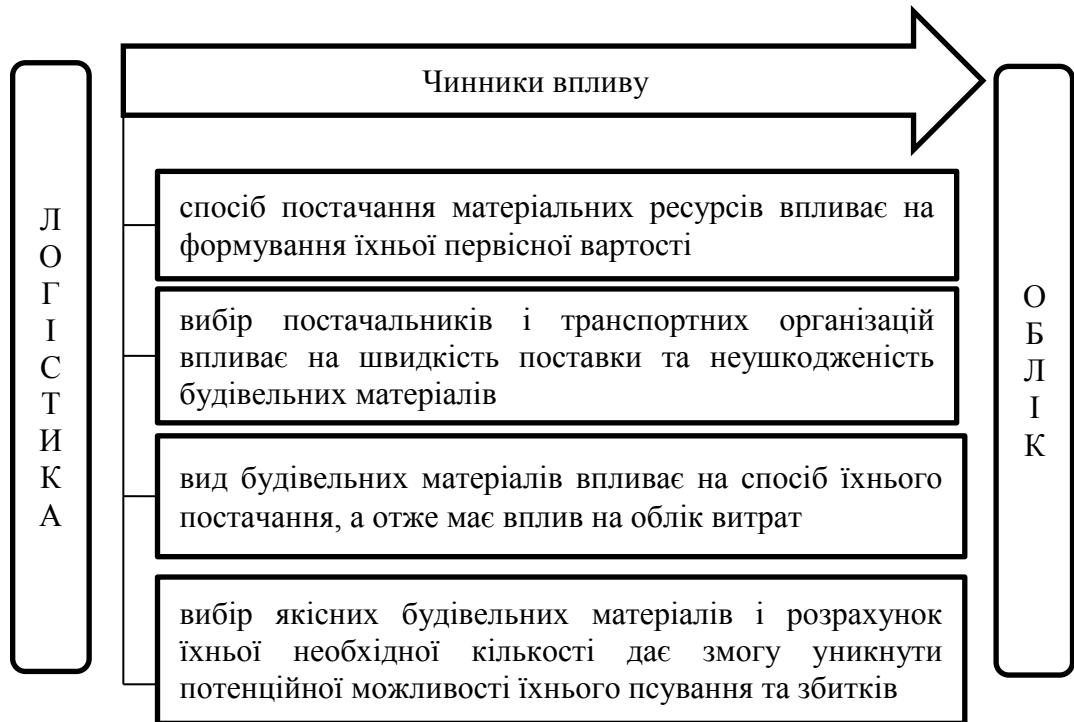 Чинники впливу
ЛОГІСТИКА
спосіб постачання матеріальних ресурсів впливає на
формування їхньої первісної вартості
вибір постачальників і транспортних організацій
впливає на швидкість поставки та неушкодженість
будівельних матеріалів
вид будівельних матеріалів впливає на спосіб їхнього
постачання, а отже має вплив на облік витрат
вибір якісних будівельних матеріалів і розрахунок
їхньої необхідної кількості дає змогу уникнути
потенційної можливості їхнього псування та збитків
ОБЛІК